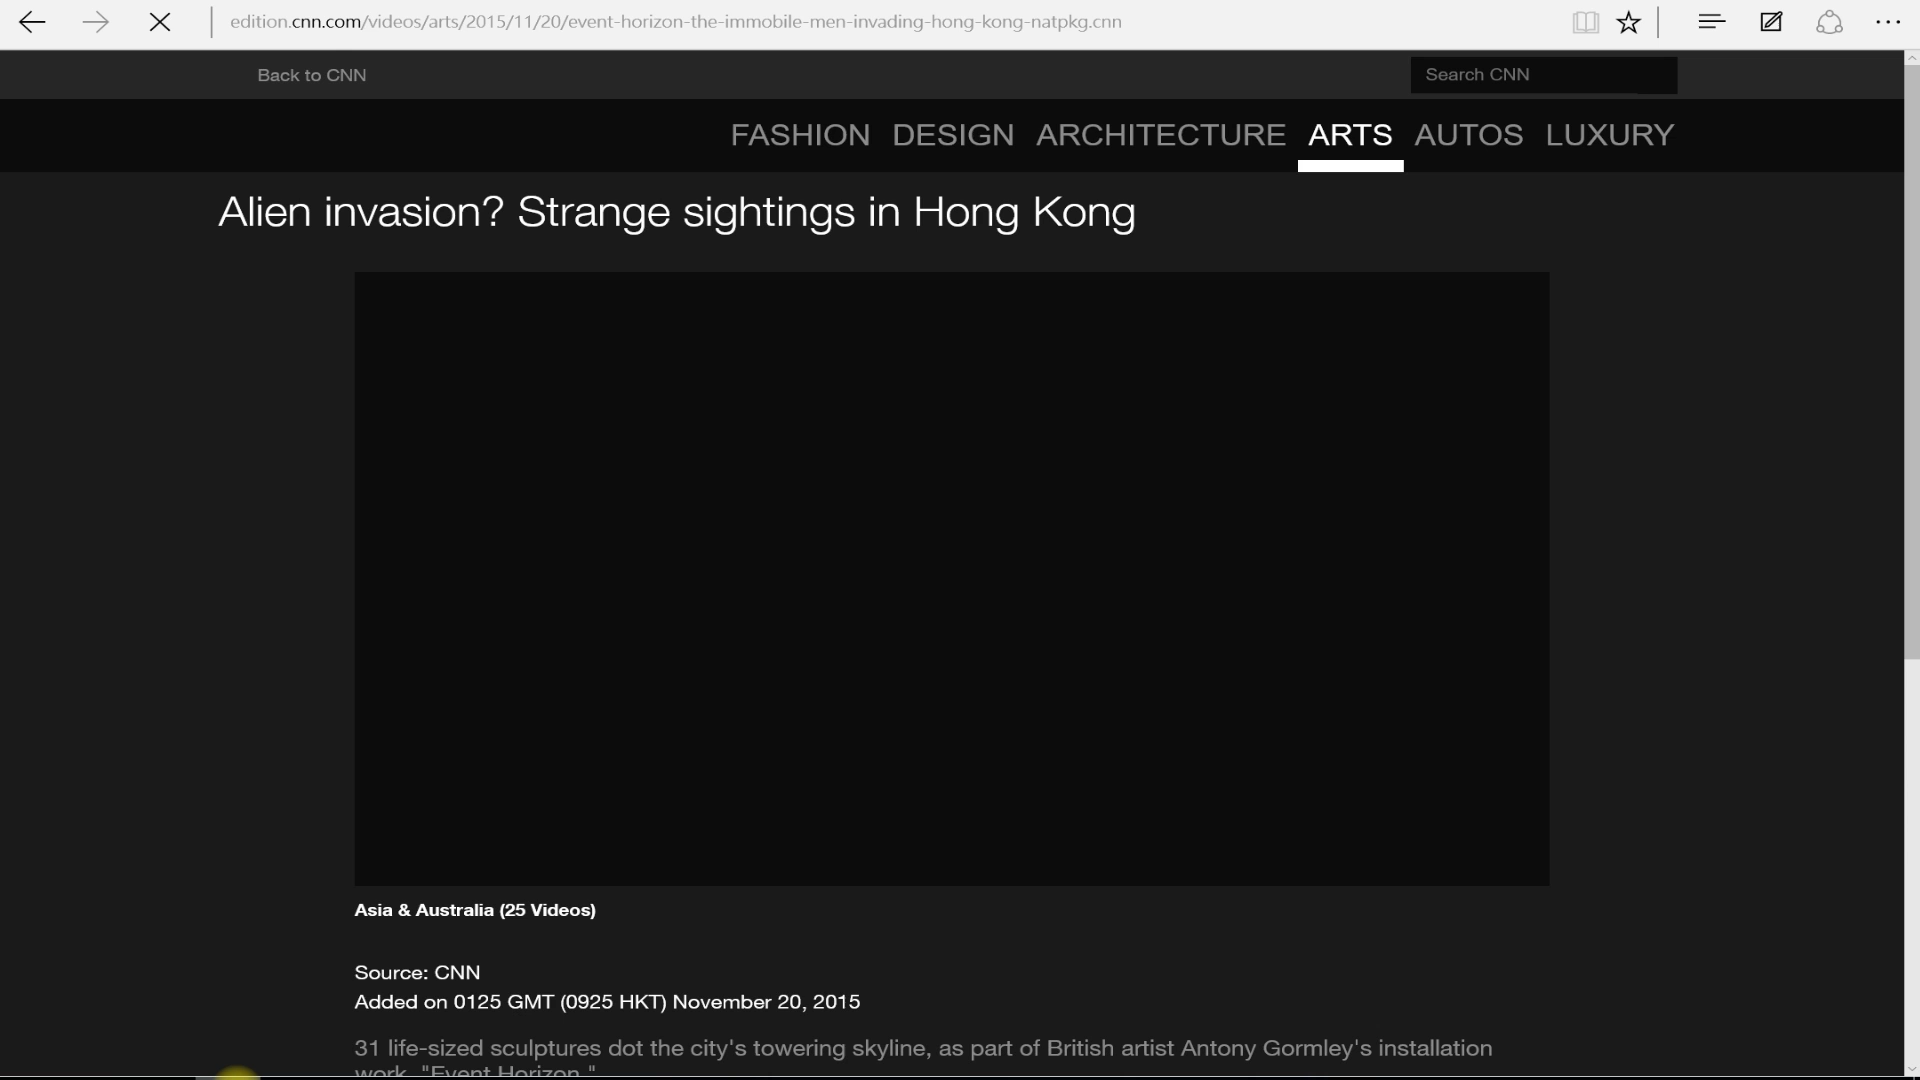 edition.cnn.com/videos/arts/2015/11/20/event-horizon-the-immobile-men-invading-hong-kong-natpkg.cnn
Back to CNN
Search CNN
FASHION DESIGN ARCHITECTURE ARTS AUTOS LUXURY
Alien invasion? Strange sightings in Hong Kong
Asia & Australia (25 Videos)
Source: CNN
Added on 0125 GMT (0925 HKT) November 20, 2015
31 life-sized sculptures dot the city's towering skyline, as part of British artist Antony Gormley's installation
work, "Event Horizon."